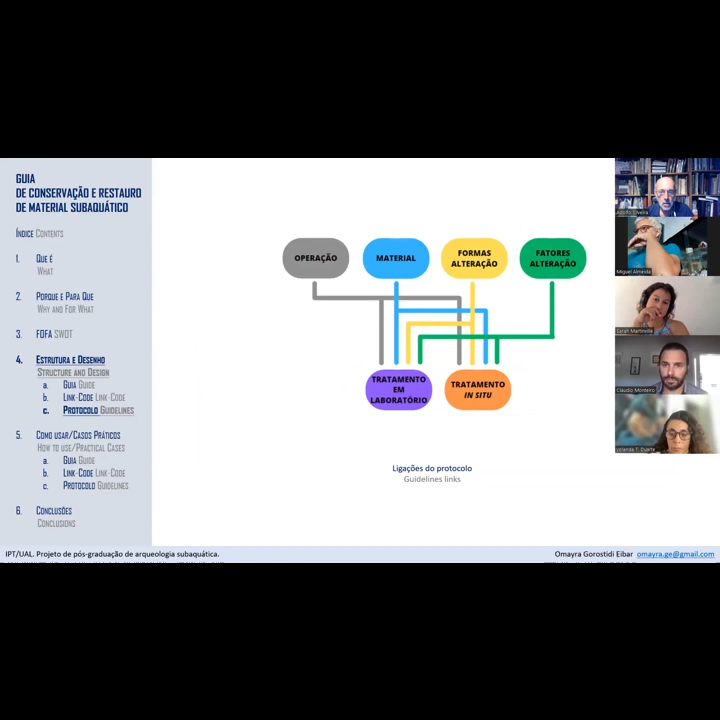 GUIA
DE CONSERVAÇÃO E RESTAURO
DE MATERIAL SUBAQUÁTICO
ÍNDICE CONTENTS
1. QUE É
WHAT
2. PORQUE E PARA QUE
WHY AND FOR WHAT
3. FOFA SWOT
4. ESTRUTURA E DESENHO
STRUCTURE AND DESIGN
a. GUIA GUIDE
b. LINK-CODE LINK-CODE
c. PROTOCOLO GUIDELINES
5. COMO USAR/CASOS PRÁTICOS
HOW TO USE/PRACTICAL CASES
a. GUIA GUIDE
b. LINK-CODE LINK-CODE
c. PROTOCOLO GUIDELINES
6. CONCLUSÕES
CONCLUSIONS
OPERAÇÃO
MATERIAL
FORMAS
ALTERAÇÃO
FATORES
ALTERAÇÃO
TRATAMENTO
EM
LABORATÓRIO
TRATAMENTO
IN SITU
Ligações do protocolo
Guidelines links
Miguel Almeida
Claudio Monteiro
Yolanda T. Duarte
IPT/UAL. Projeto de pós-graduação de arqueologia subaquática.
Omayra Gorostidi Eibar omayra.ge@gmail.com